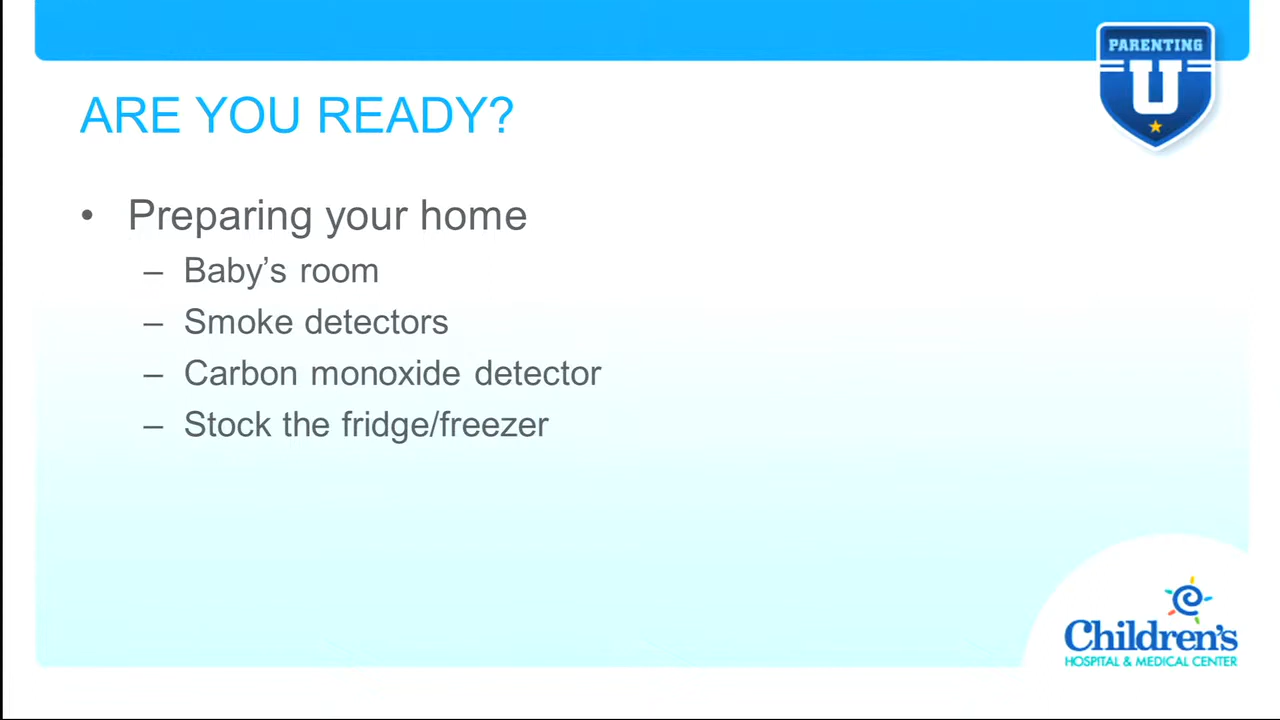 PARENTING
U
ARE YOU READY?
• Preparing your home
– Baby’s room
– Smoke detectors
– Carbon monoxide detector
– Stock the fridge/freezer
Children's
HOSPITAL & MEDICAL CENTER